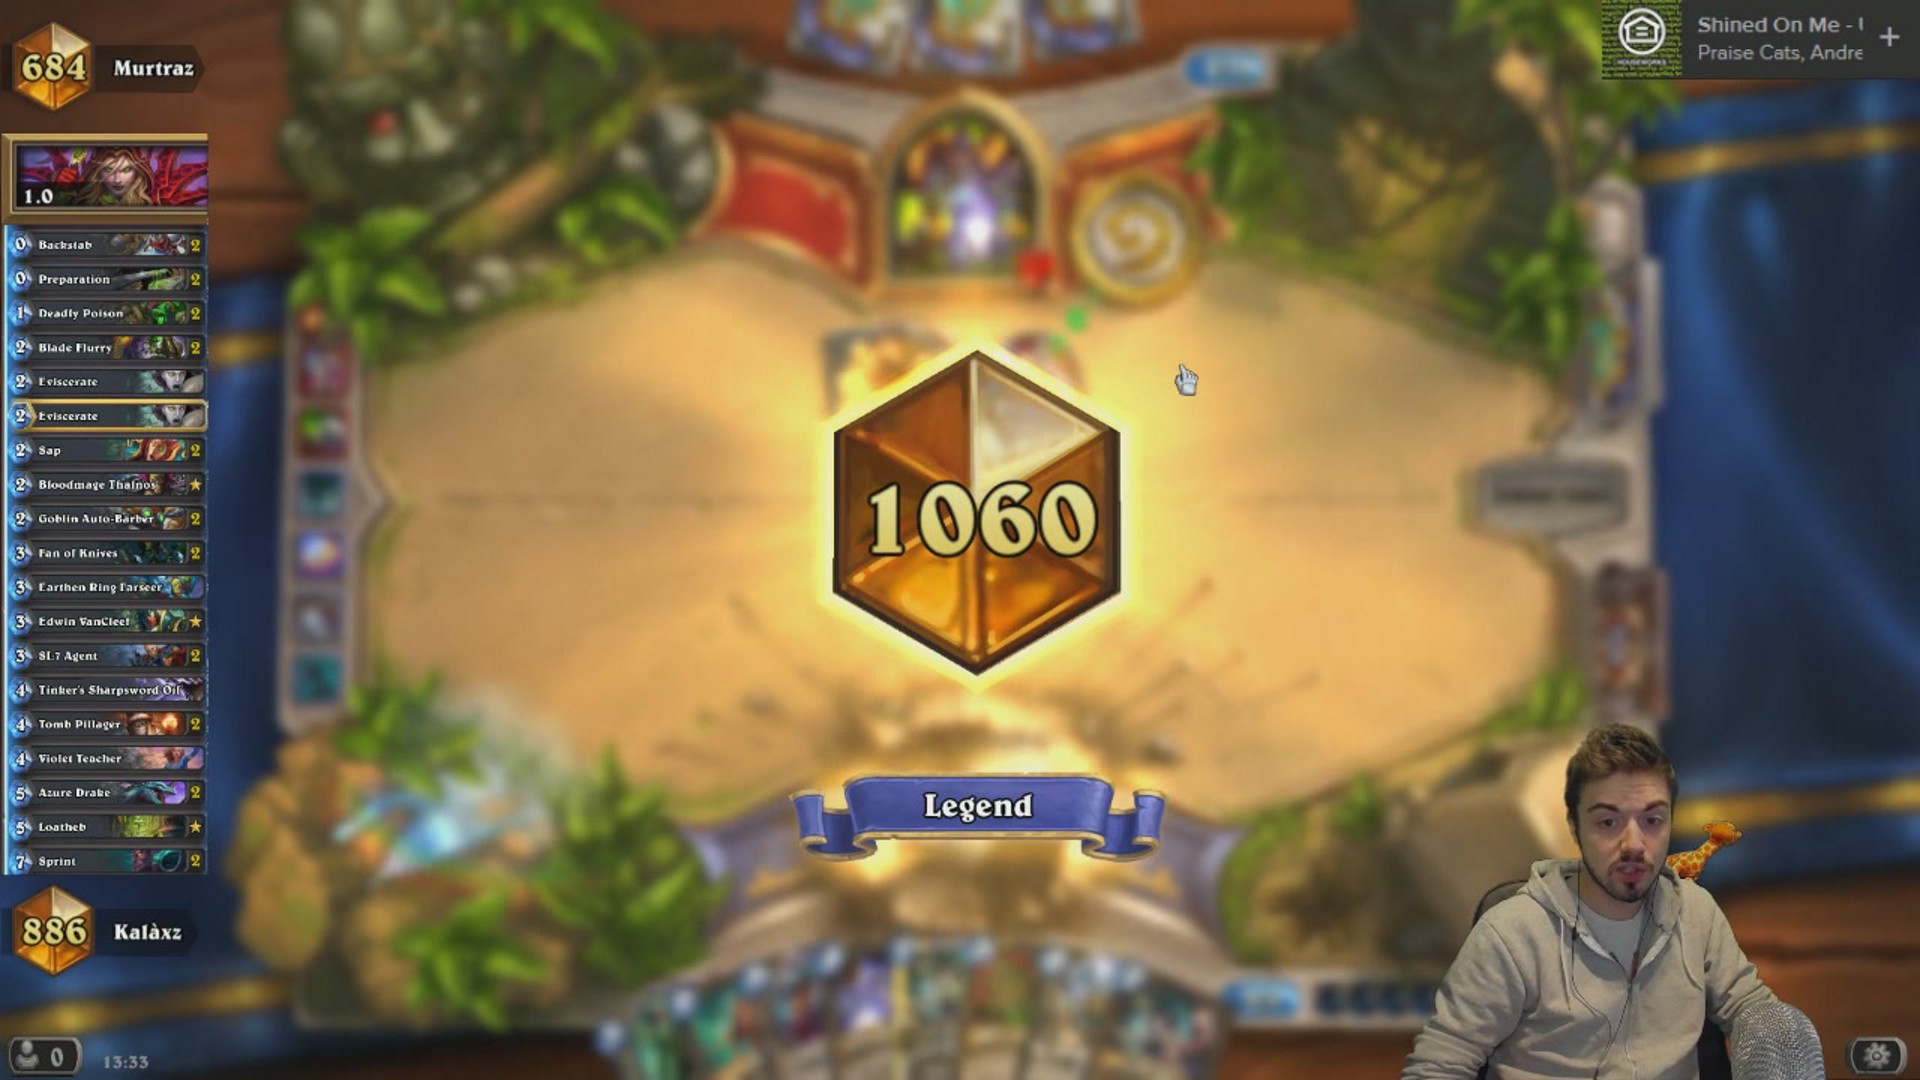 684
Murtraz
1.0
0 Backstab 2
0 Preparation 2
1 Deadly Poison 2
2 Blade Flurry 2
2 Eviscerate
2 Eviscerate
2 Sap 2
2 Bloodmage Thalnos
2 Goblin Auto-Barber 2
3 Fan of Knives 2
3 Earthen Ring Farseer
3 Edwin VanCleef
3 SI:7 Agent 2
4 Tinker's Sharpsword Oil
4 Tomb Pillager 2
4 Violet Teacher
5 Azure Drake 2
5 Loatheb
7 Sprint 2
886
Kalàxz
0
13:33
1060
Legend
Shined On Me -
Praise Cats, Andre
HOUSEWORKS